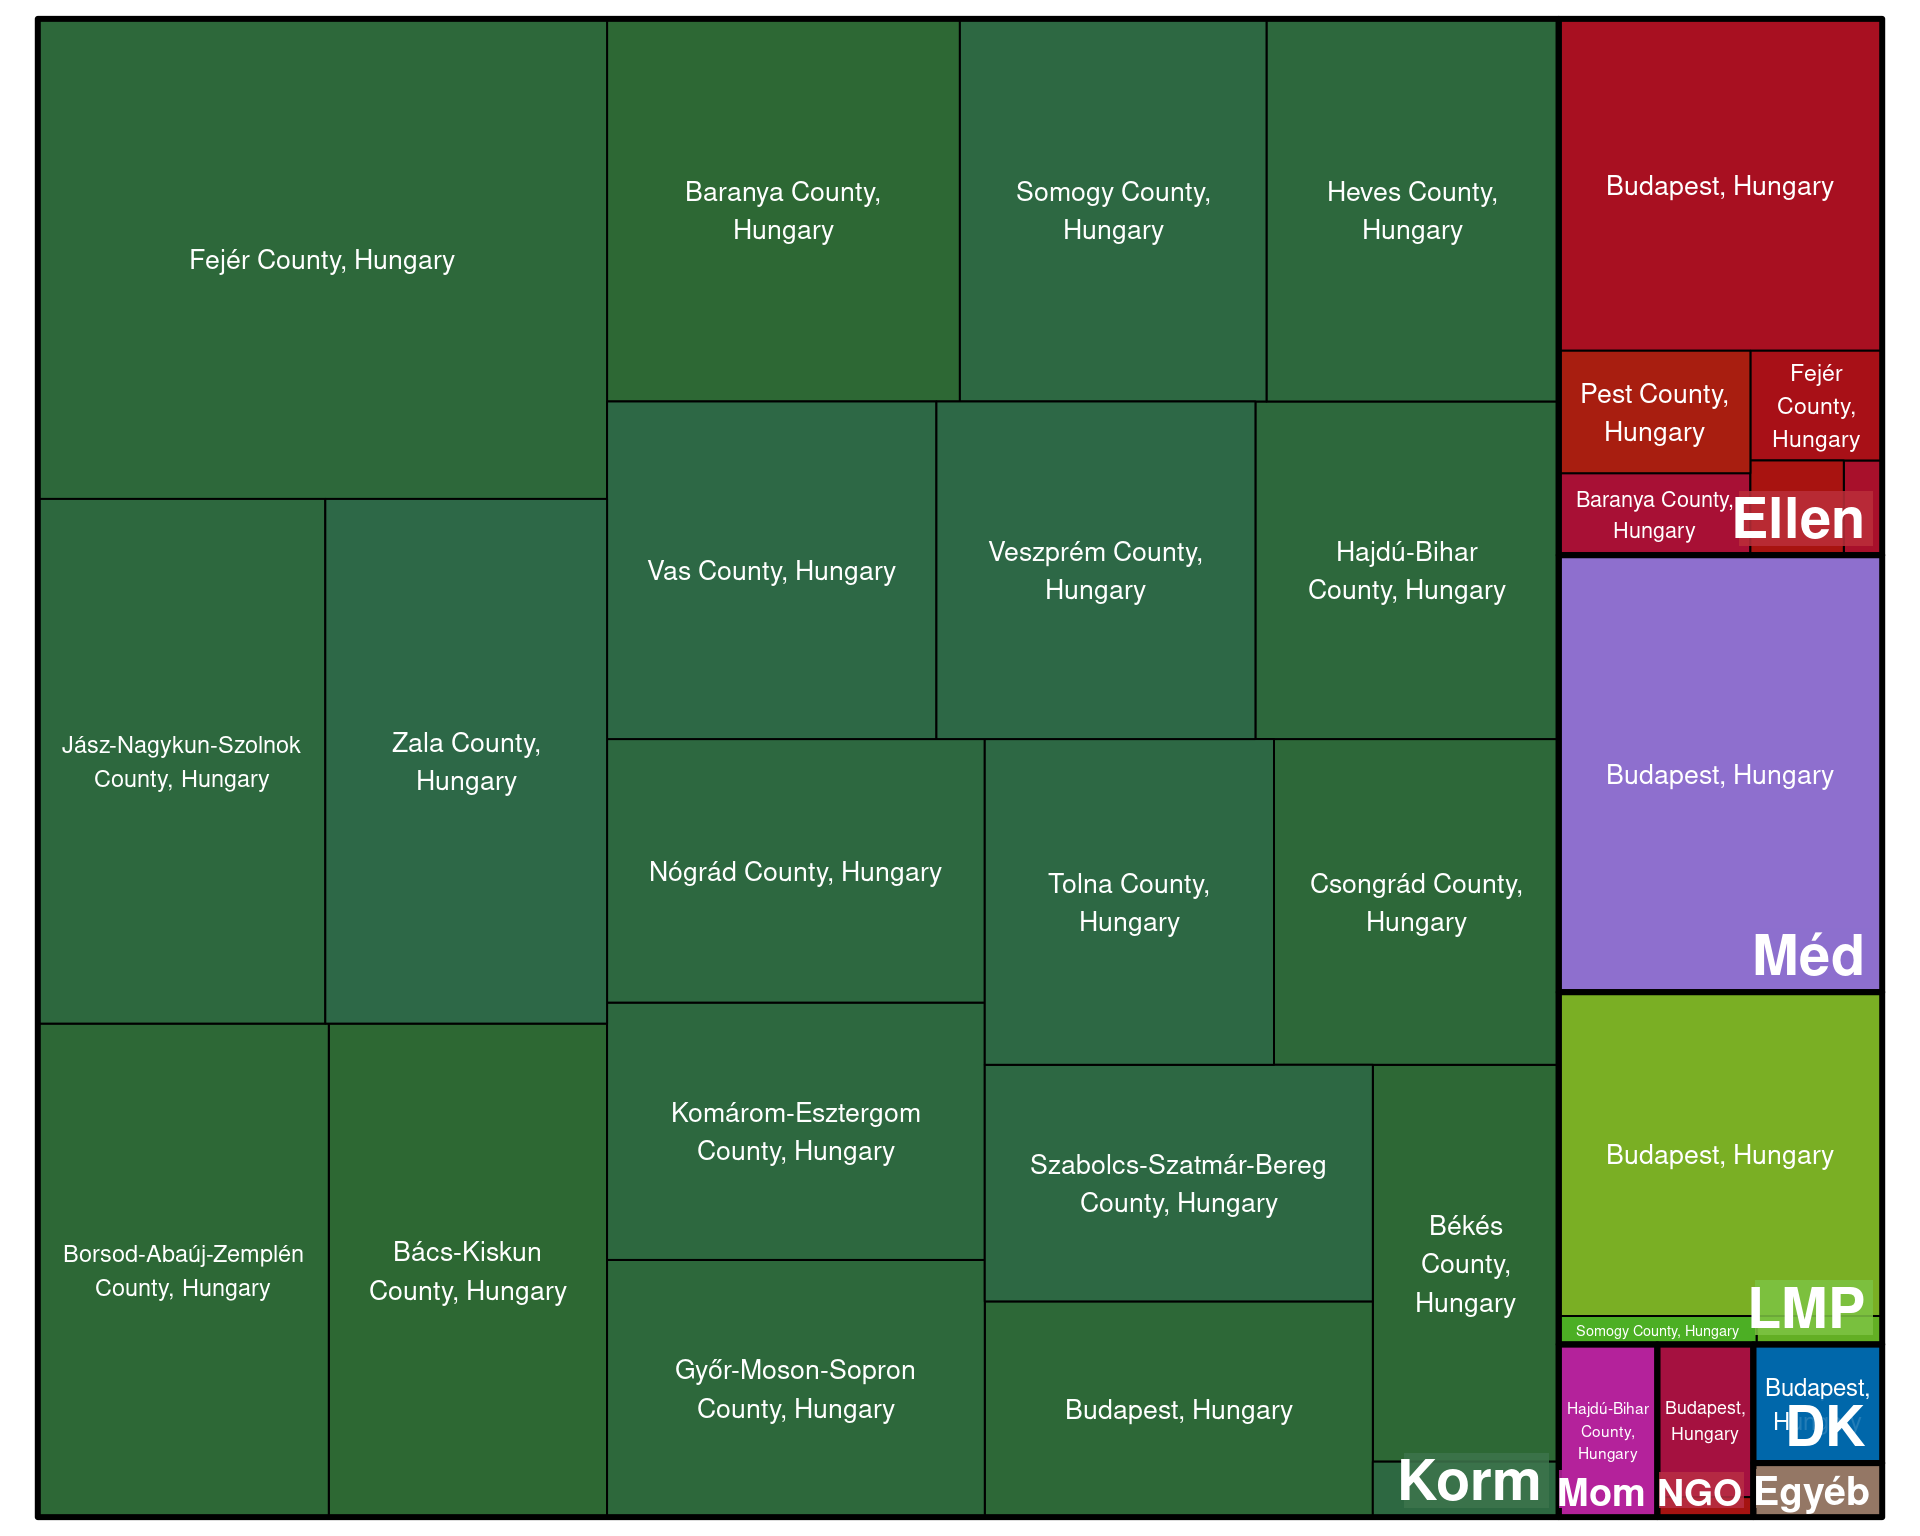 Fejér County, Hungary
Baranya County,
Hungary
Somogy County,
Hungary
Heves County,
Hungary
Vas County, Hungary
Veszprém County,
Hungary
Hajdú-Bihar
County, Hungary
Jász-Nagykun-Szolnok
County, Hungary
Zala County,
Hungary
Nógrád County, Hungary
Tolna County,
Hungary
Csongrád County,
Hungary
Borsod-Abaúj-Zemplén
County, Hungary
Bács-Kiskun
County, Hungary
Komárom-Esztergom
County, Hungary
Szabolcs-Szatmár-Bereg
County, Hungary
Békés
County,
Hungary
Győr-Moson-Sopron
County, Hungary
Budapest, Hungary
Korm
Budapest, Hungary
Pest County,
Hungary
Fejér
County,
Hungary
Baranya County,
Hungary
Ellen
Budapest, Hungary
Méd
Budapest, Hungary
Somogy County, Hungary
LMP
Hajdú-Bihar
County,
Hungary
Mom
Budapest,
Hungary
NGO
Budapest,
Hungary
DK
Egyéb